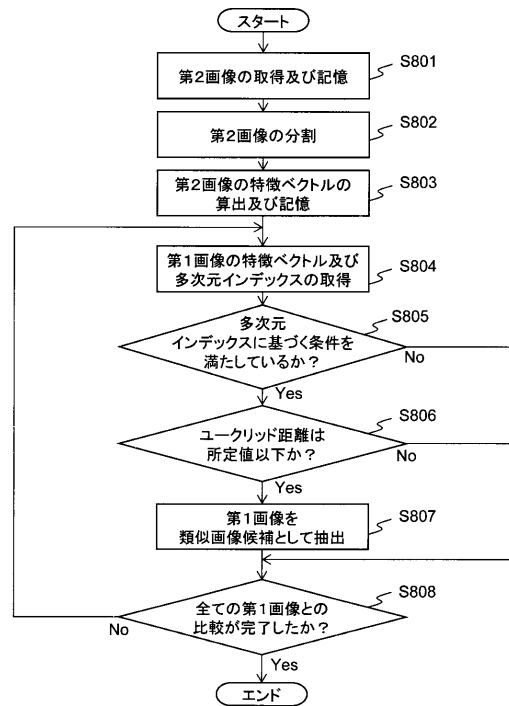 スタート
第2画像の取得及び記憶
S801
第2画像の分割
S802
第2画像の特徴ベクトルの
算出及び記憶
S803
第1画像の特徴ベクトル及び
多次元インデックスの取得
S804
多次元
インデックスに基づく条件を
満たしているか？
S805
No
Yes
ユークリッド距離は
所定値以下か？
S806
No
Yes
第1画像を
類似画像候補として抽出
S807
全ての第1画像との
比較が完了したか？
S808
No
Yes
エンド